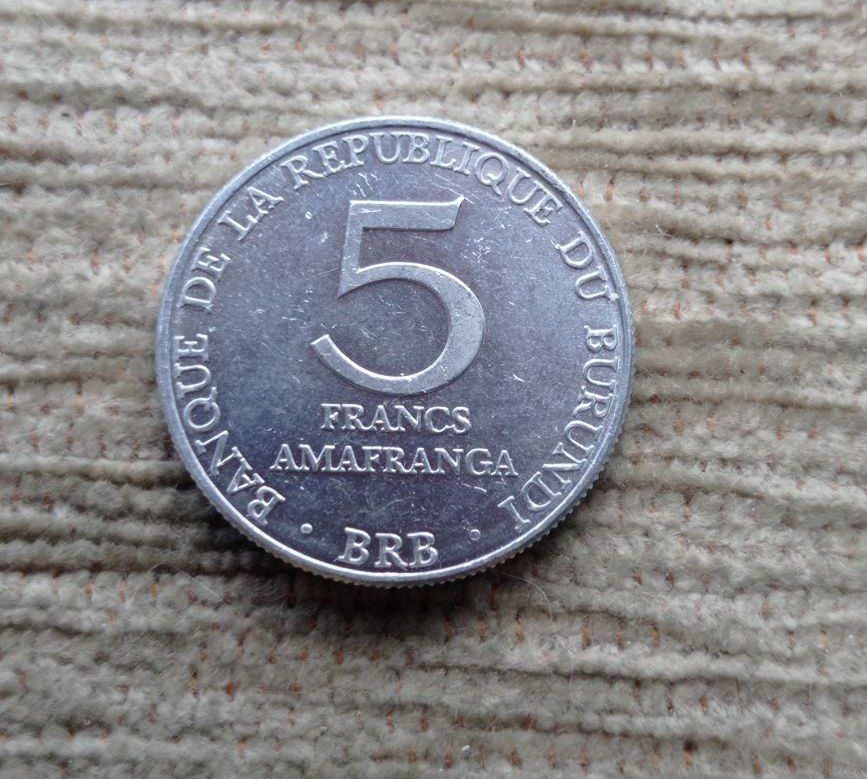 BANQUE DE LA REPUBLIQUE DU BURUNDI
5
FRANCS
AMAFRANGA
· BRB ·